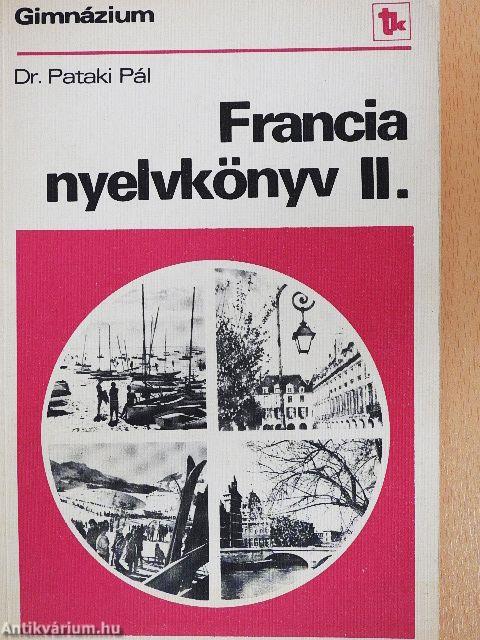 Gimnázium
tk
Dr. Pataki Pál
Francia
nyelvkönyv II.
Antikvárium.hu